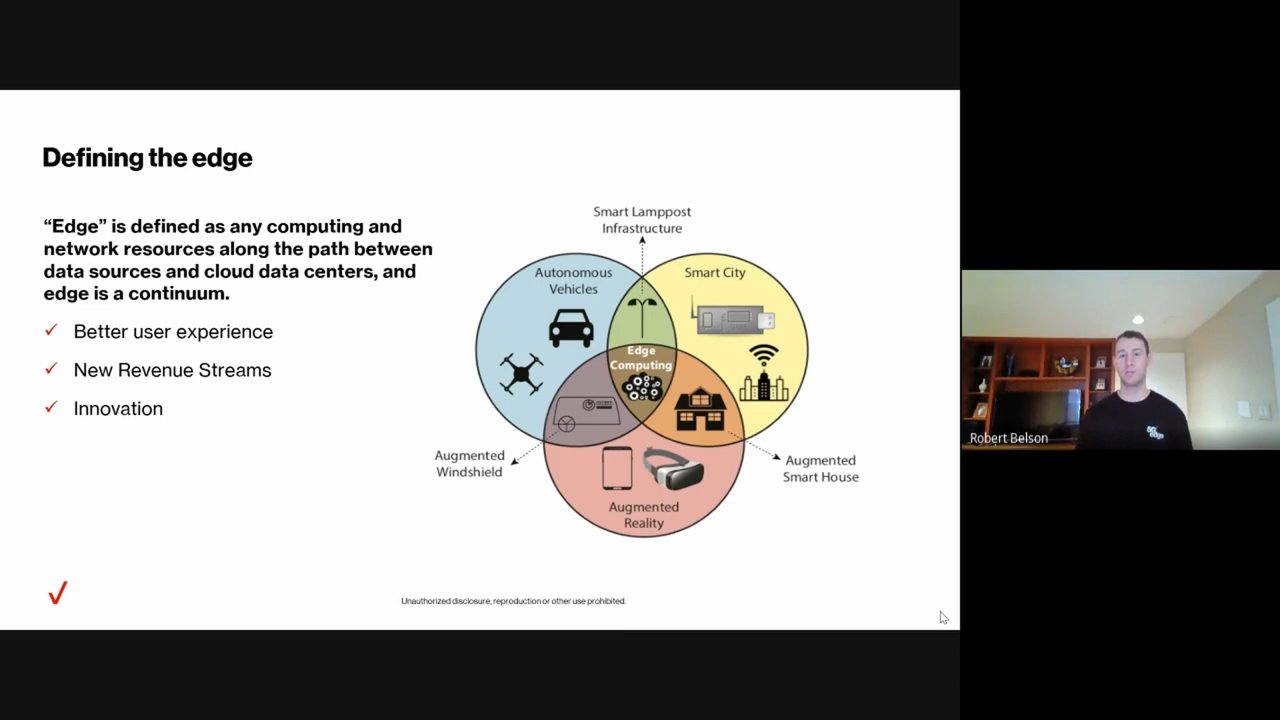 Defining the edge
“Edge” is defined as any computing and
network resources along the path between
data sources and cloud data centers, and
edge is a continuum.
Better user experience
New Revenue Streams
Innovation
Smart Lamppost
Infrastructure
Autonomous
Vehicles
Smart City
Edge
Computing
Augmented
Windshield
Augmented
Smart House
Augmented
Reality
Unauthorized disclosure, reproduction or other use prohibited.
Robert Belson
5G
edge